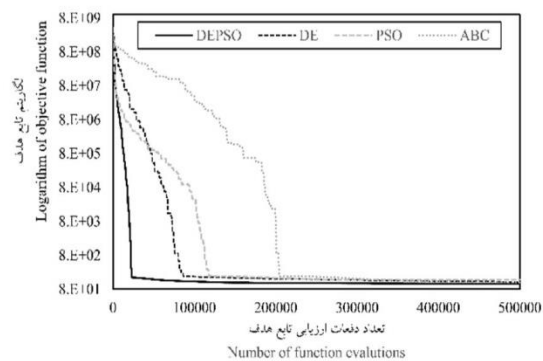 8.E+09
DEPSO DE PSO ABC
8.E+08
8.E+07
8.E+06
8.E+05
8.E+04
8.E+03
8.E+02
8.E+01
لگاریتم تابع هدف
Logarithm of objective function
0 100000 200000 300000 400000 500000
تعداد دفعات ارزیابی تابع هدف
Number of function evalutions